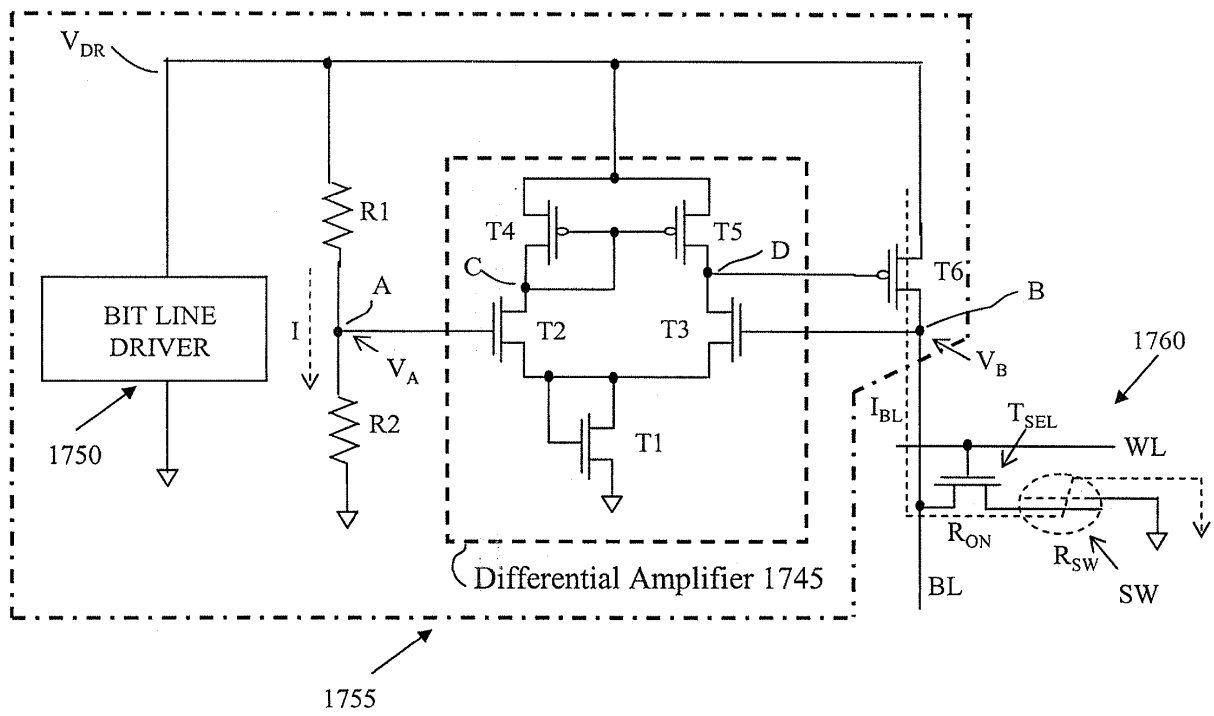 V_DR
R1
T4
T5
T6
C
D
B
A
BIT LINE
DRIVER
I
T2
T3
V_A
V_B
1760
I_BL
T_SEL
R2
T1
WL
1750
R_ON
R_SW
SW
Differential Amplifier 1745
BL
1755